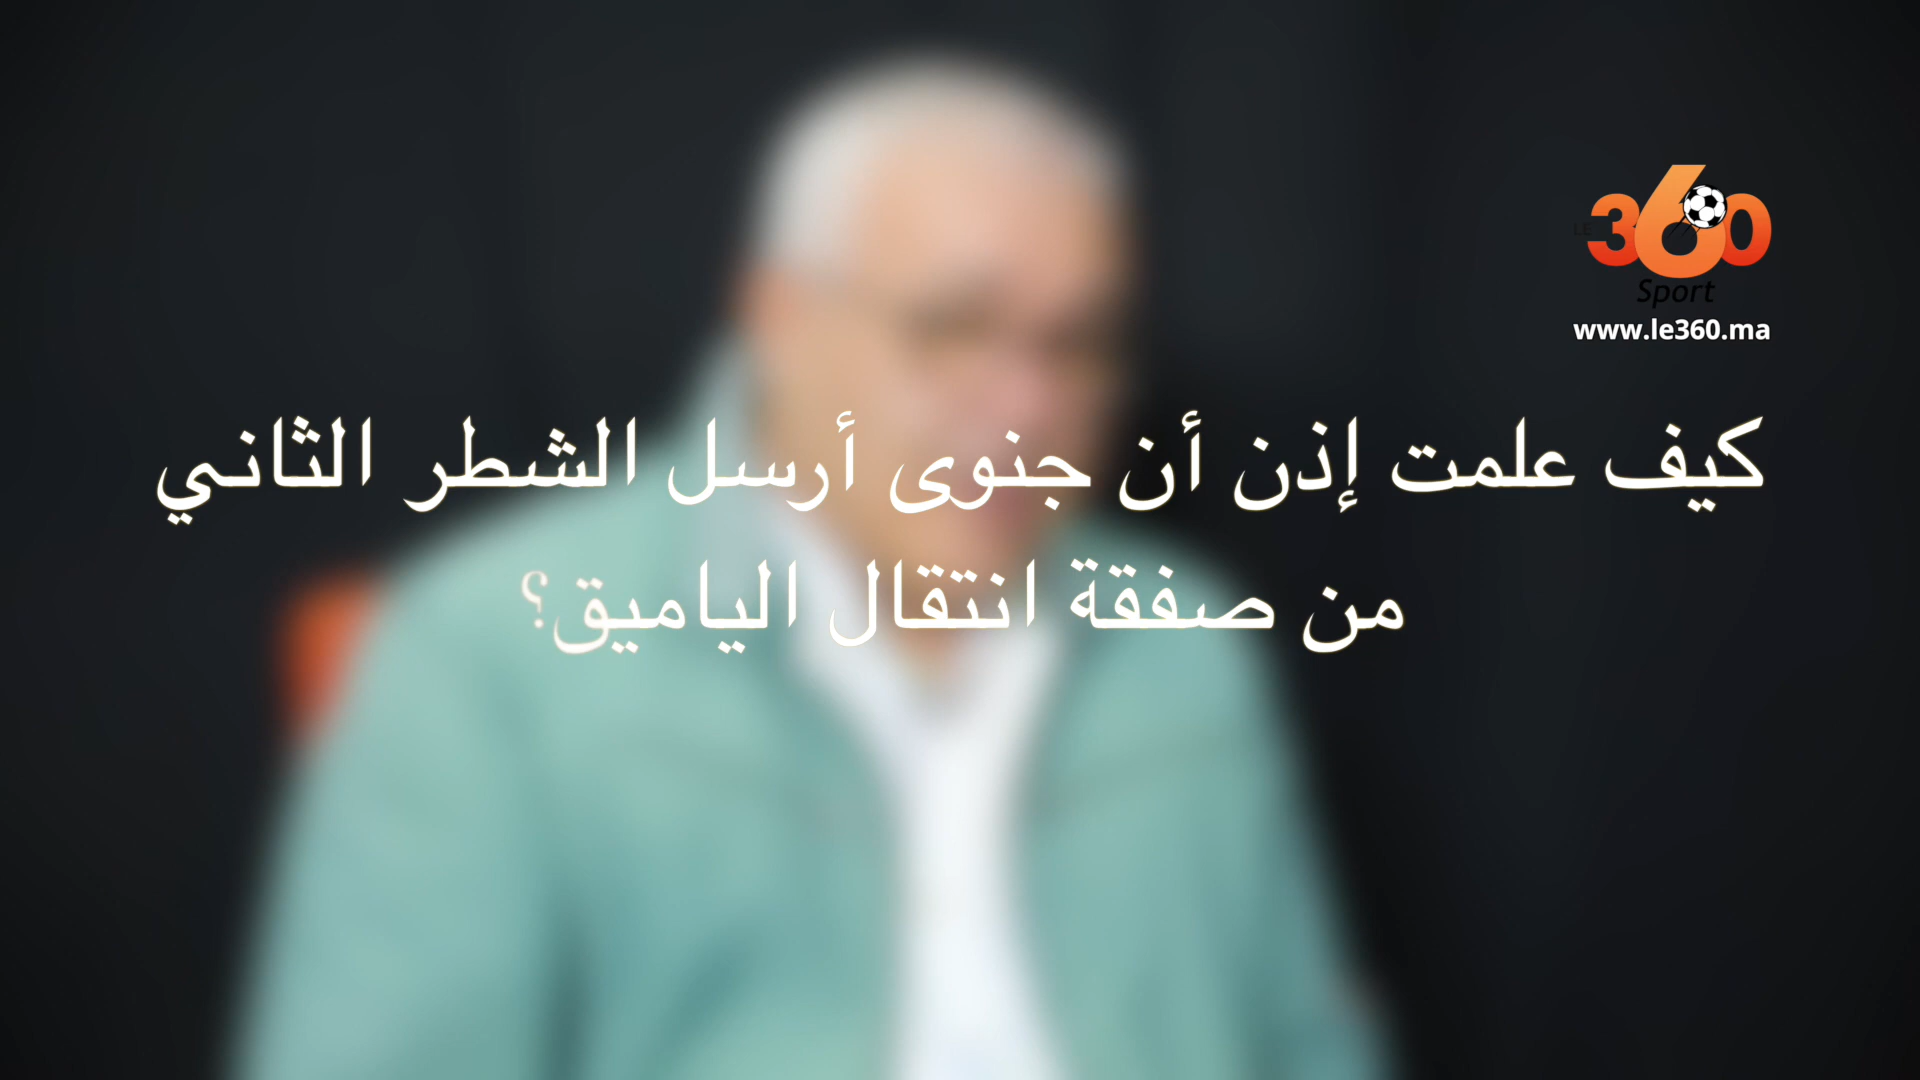 LE 360
Sport
www.le360.ma
كيف علمت إذن أن جنوى أرسل الشطر الثاني
من صفقة انتقال الياميق؟